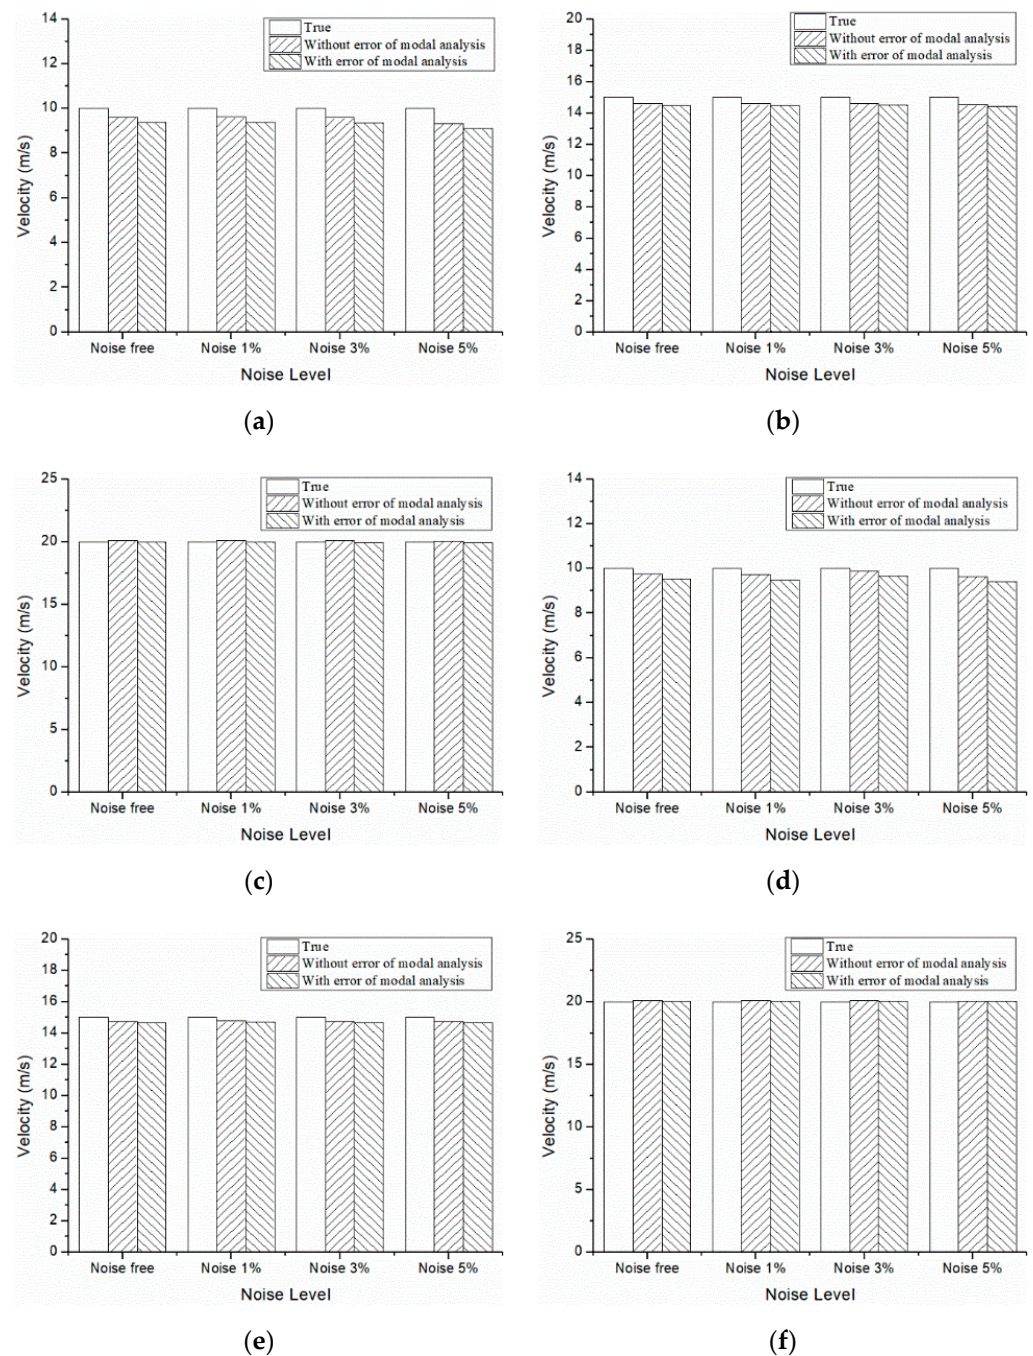 14
12
10
8
6
4
2
0
Velocity (m/s)
True
Without error of modal analysis
With error of modal analysis
Noise free Noise 1% Noise 3% Noise 5%
Noise Level
(a)
20
18
16
14
12
10
8
6
4
2
0
Velocity (m/s)
True
Without error of modal analysis
With error of modal analysis
Noise free Noise 1% Noise 3% Noise 5%
Noise Level
(b)
25
20
15
10
5
0
Velocity (m/s)
True
Without error of modal analysis
With error of modal analysis
Noise free Noise 1% Noise 3% Noise 5%
Noise Level
(c)
14
12
10
8
6
4
2
0
Velocity (m/s)
True
Without error of modal analysis
With error of modal analysis
Noise free Noise 1% Noise 3% Noise 5%
Noise Level
(d)
20
18
16
14
12
10
8
6
4
2
0
Velocity (m/s)
True
Without error of modal analysis
With error of modal analysis
Noise free Noise 1% Noise 3% Noise 5%
Noise Level
(e)
25
20
15
10
5
0
Velocity (m/s)
True
Without error of modal analysis
With error of modal analysis
Noise free Noise 1% Noise 3% Noise 5%
Noise Level
(f)